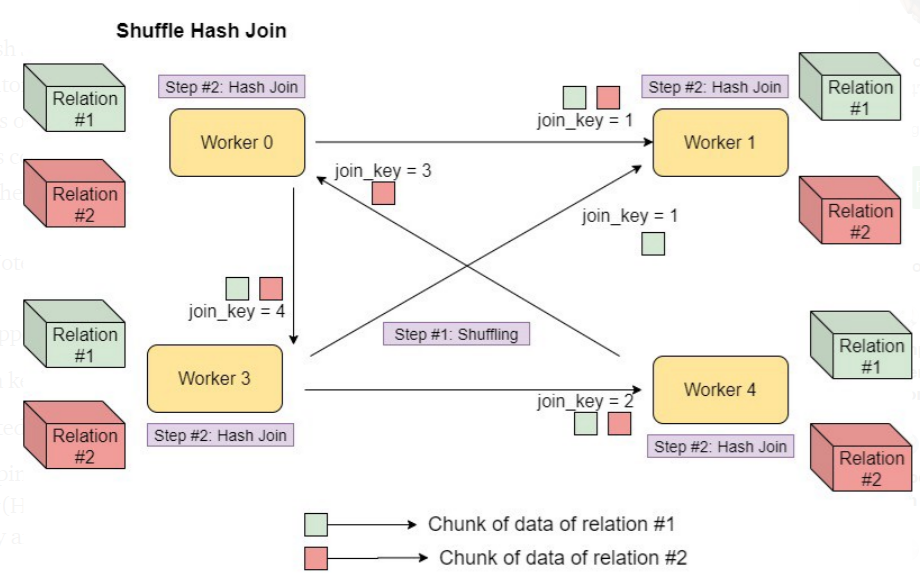 Shuffle Hash Join
Relation
#1
Step #2: Hash Join
Worker 0
Relation
#2
join_key = 1
Step #2: Hash Join
Worker 1
Relation
#1
Relation
#2
join_key = 3
join_key = 1
join_key = 4
Step #1: Shuffling
Relation
#1
Worker 3
Relation
#2
Step #2: Hash Join
join_key = 2
Worker 4
Step #2: Hash Join
Relation
#1
Relation
#2
Chunk of data of relation #1
Chunk of data of relation #2